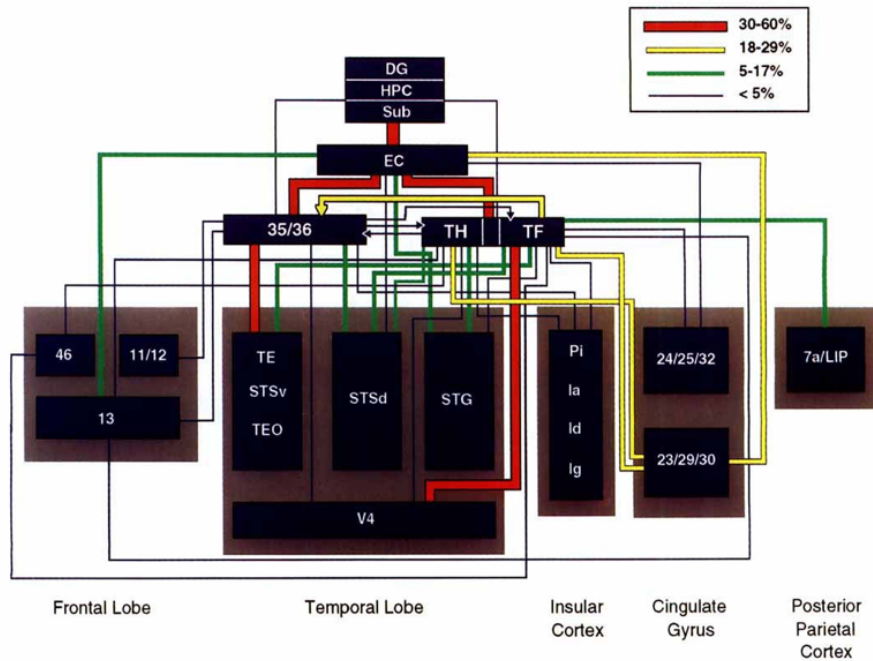 30-60%
18-29%
5-17%
< 5%
DG
HPC
Sub
EC
35/36
TH
TF
46
11/12
13
TE
STSv
TEO
STSd
STG
V4
Pi
Ia
Id
Ig
24/25/32
23/29/30
7a/LIP
Frontal Lobe
Temporal Lobe
Insular
Cortex
Cingulate
Gyrus
Posterior
Parietal
Cortex